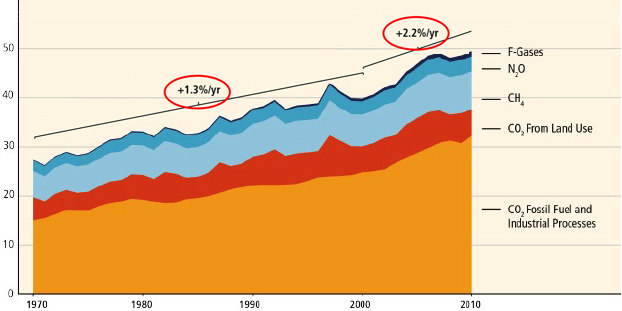 +2.2%/yr
50
F-Gases
N₂O
+1.3%/yr
40
CH₄
30
CO₂ From Land Use
20
CO₂ Fossil Fuel and
Industrial Processes
10
0
1970 1980 1990 2000 2010